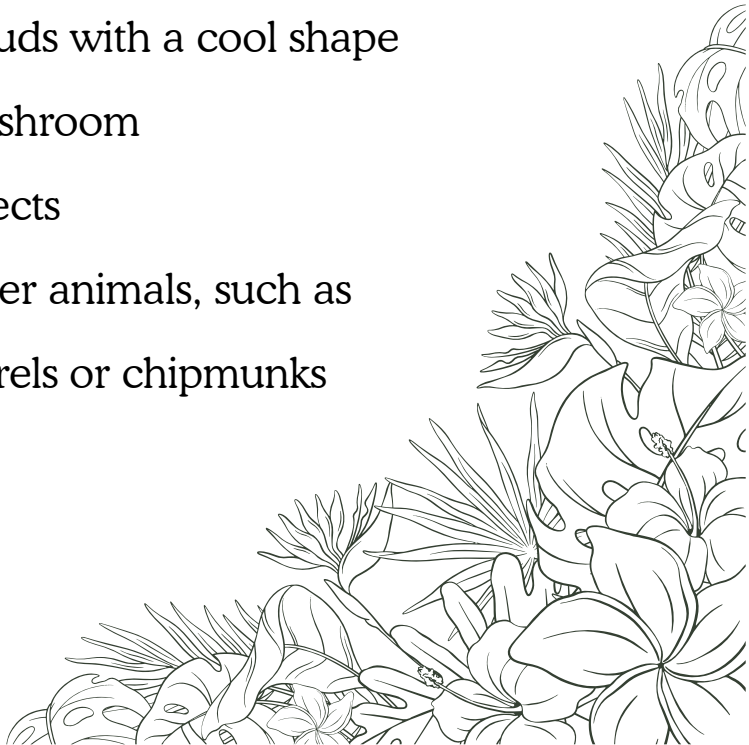 uds with a cool shape
shroom
ects
er animals, such as
rels or chipmunks